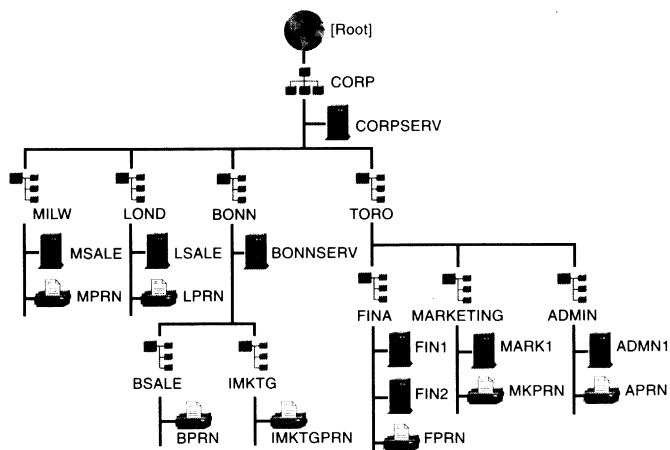 [Root]
CORP
CORPSERV
MILW
LOND
BONN
TORO
MSALE
LSALE
BONNSERV
MPRN
LPRN
FINA
MARKETING
ADMIN
FIN1
MARK1
ADMN1
BSALE
IMKTG
FIN2
MKPRN
APRN
BPRN
IMKTGPRN
FPRN